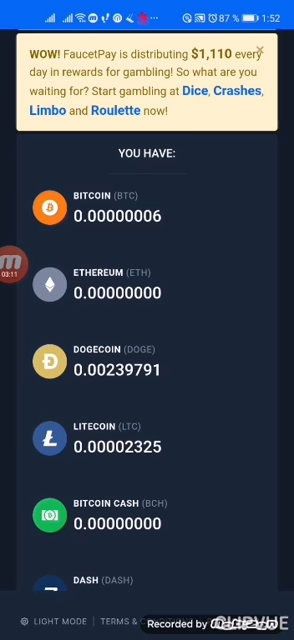 87 % 1:52
WOW! FaucetPay is distributing $1,110 every
day in rewards for gambling! So what are you
waiting for? Start gambling at Dice, Crashes,
Limbo and Roulette now!
YOU HAVE:
BITCOIN (BTC)
0.00000006
ETHEREUM (ETH)
0.00000000
03:11
DOGECOIN (DOGE)
0.00239791
LITECOIN (LTC)
0.00002325
BITCOIN CASH (BCH)
0.00000000
DASH (DASH)
LIGHT MODE | TERMS &
Recorded by